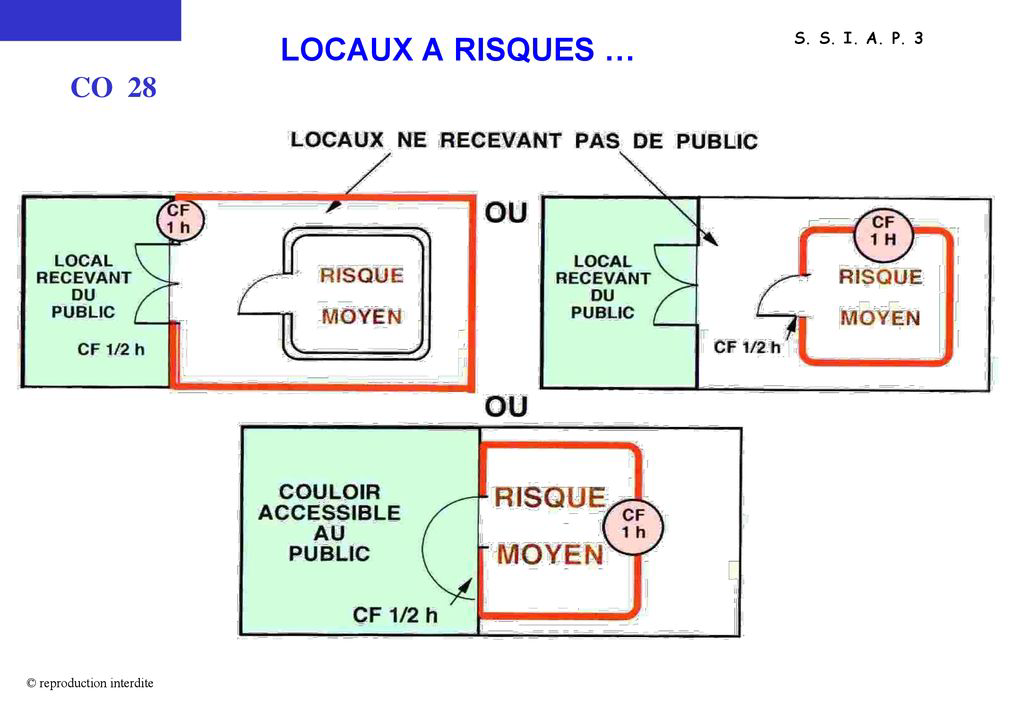 LOCAUX A RISQUES …
S. S. I. A. P. 3
CO 28
LOCAUX NE RECEVANT PAS DE PUBLIC
CF
1 h
LOCAL
RECEVANT
DU
PUBLIC
CF 1/2 h
RISQUE
MOYEN
OU
LOCAL
RECEVANT
DU
PUBLIC
CF
1 H
RISQUE
MOYEN
CF 1/2 h
OU
COULOIR
ACCESSIBLE
AU
PUBLIC
CF 1/2 h
RISQUE
MOYEN
CF
1 h
© reproduction interdite